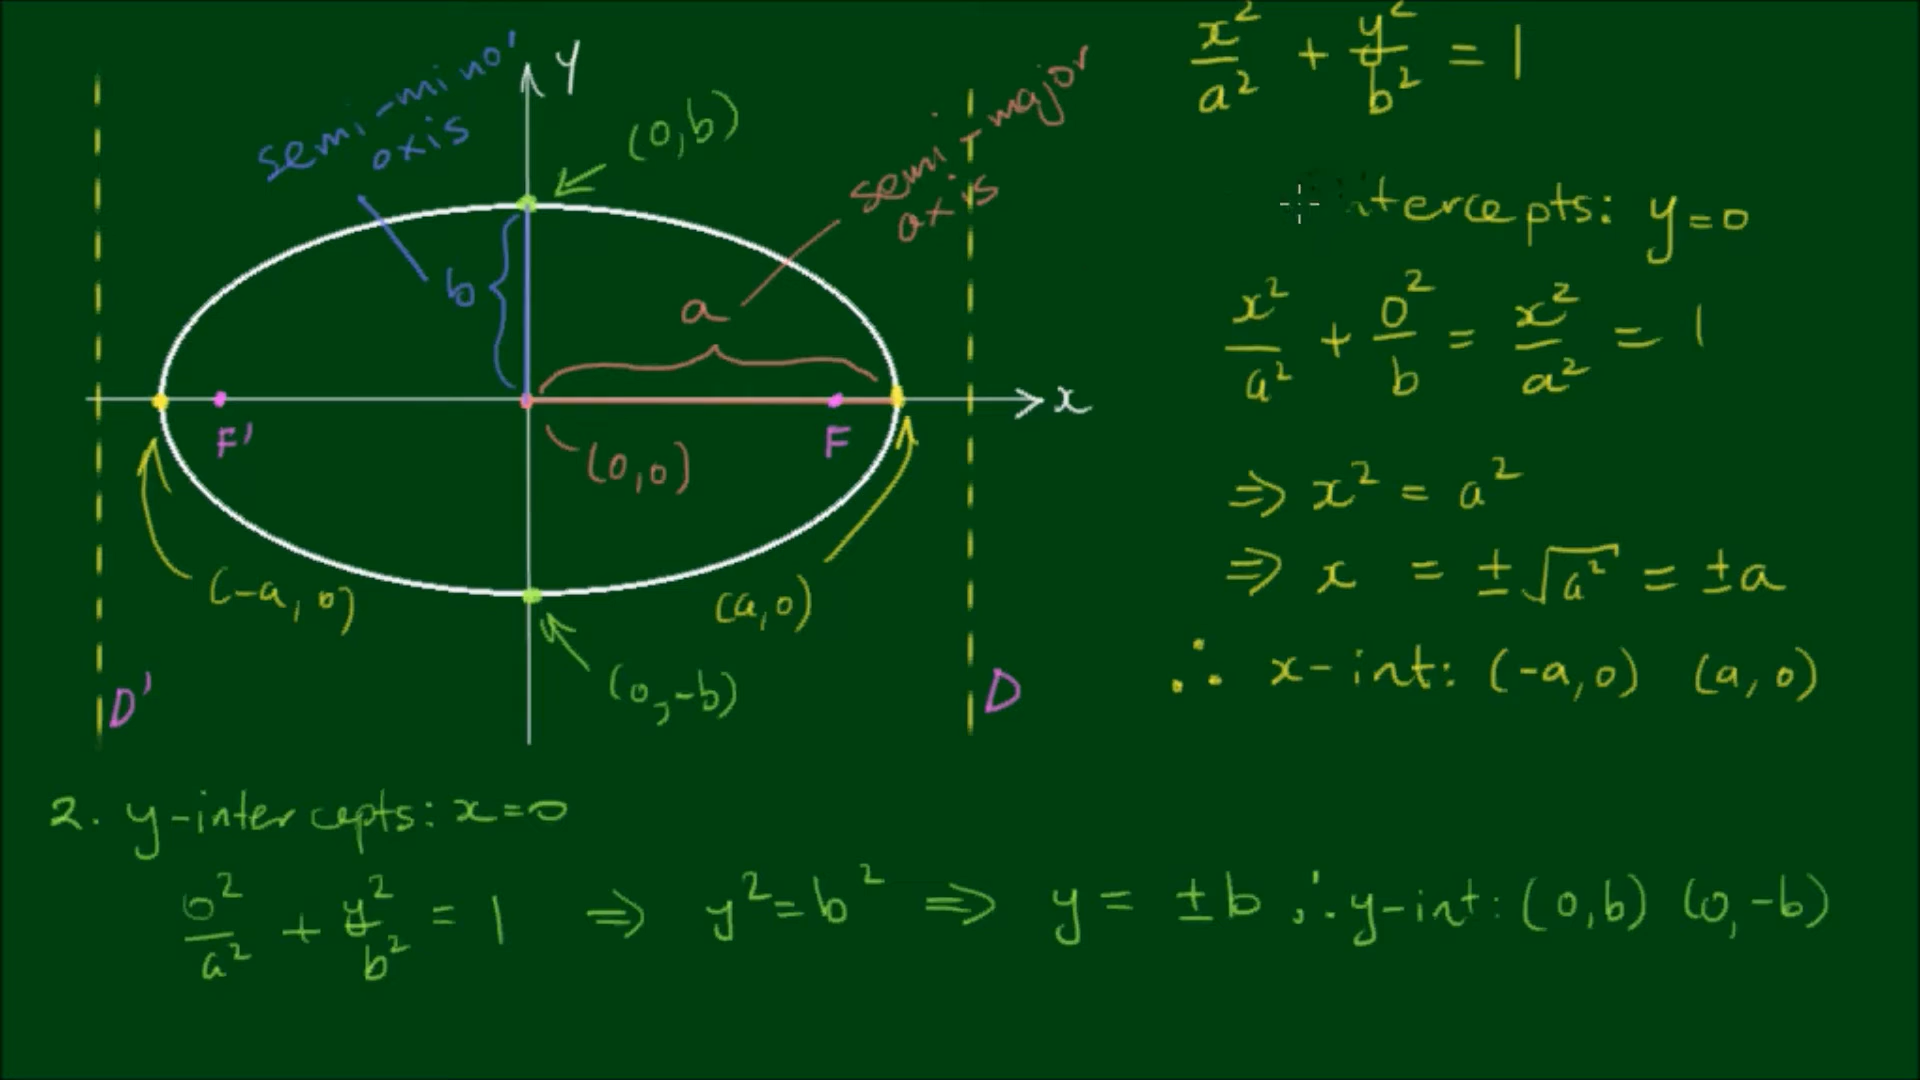 y
semi-minor
axis
(0,b)
semi-major
axis
b
a
x
F'
F
(0,0)
(-a, 0)
(a,0)
(0,-b)
D'
D
x²/a² + y²/b² = 1
ntercepts: y=0
x²/a² + 0²/b = x²/a² = 1
⇒ x² = a²
⇒ x = ±√a² = ±a
∴ x-int: (-a,0) (a,0)
2. y-intercepts: x=0
0²/a² + y²/b² = 1 ⇒ y²=b² ⇒ y = ±b ∴ y-int: (0,b) (0,-b)